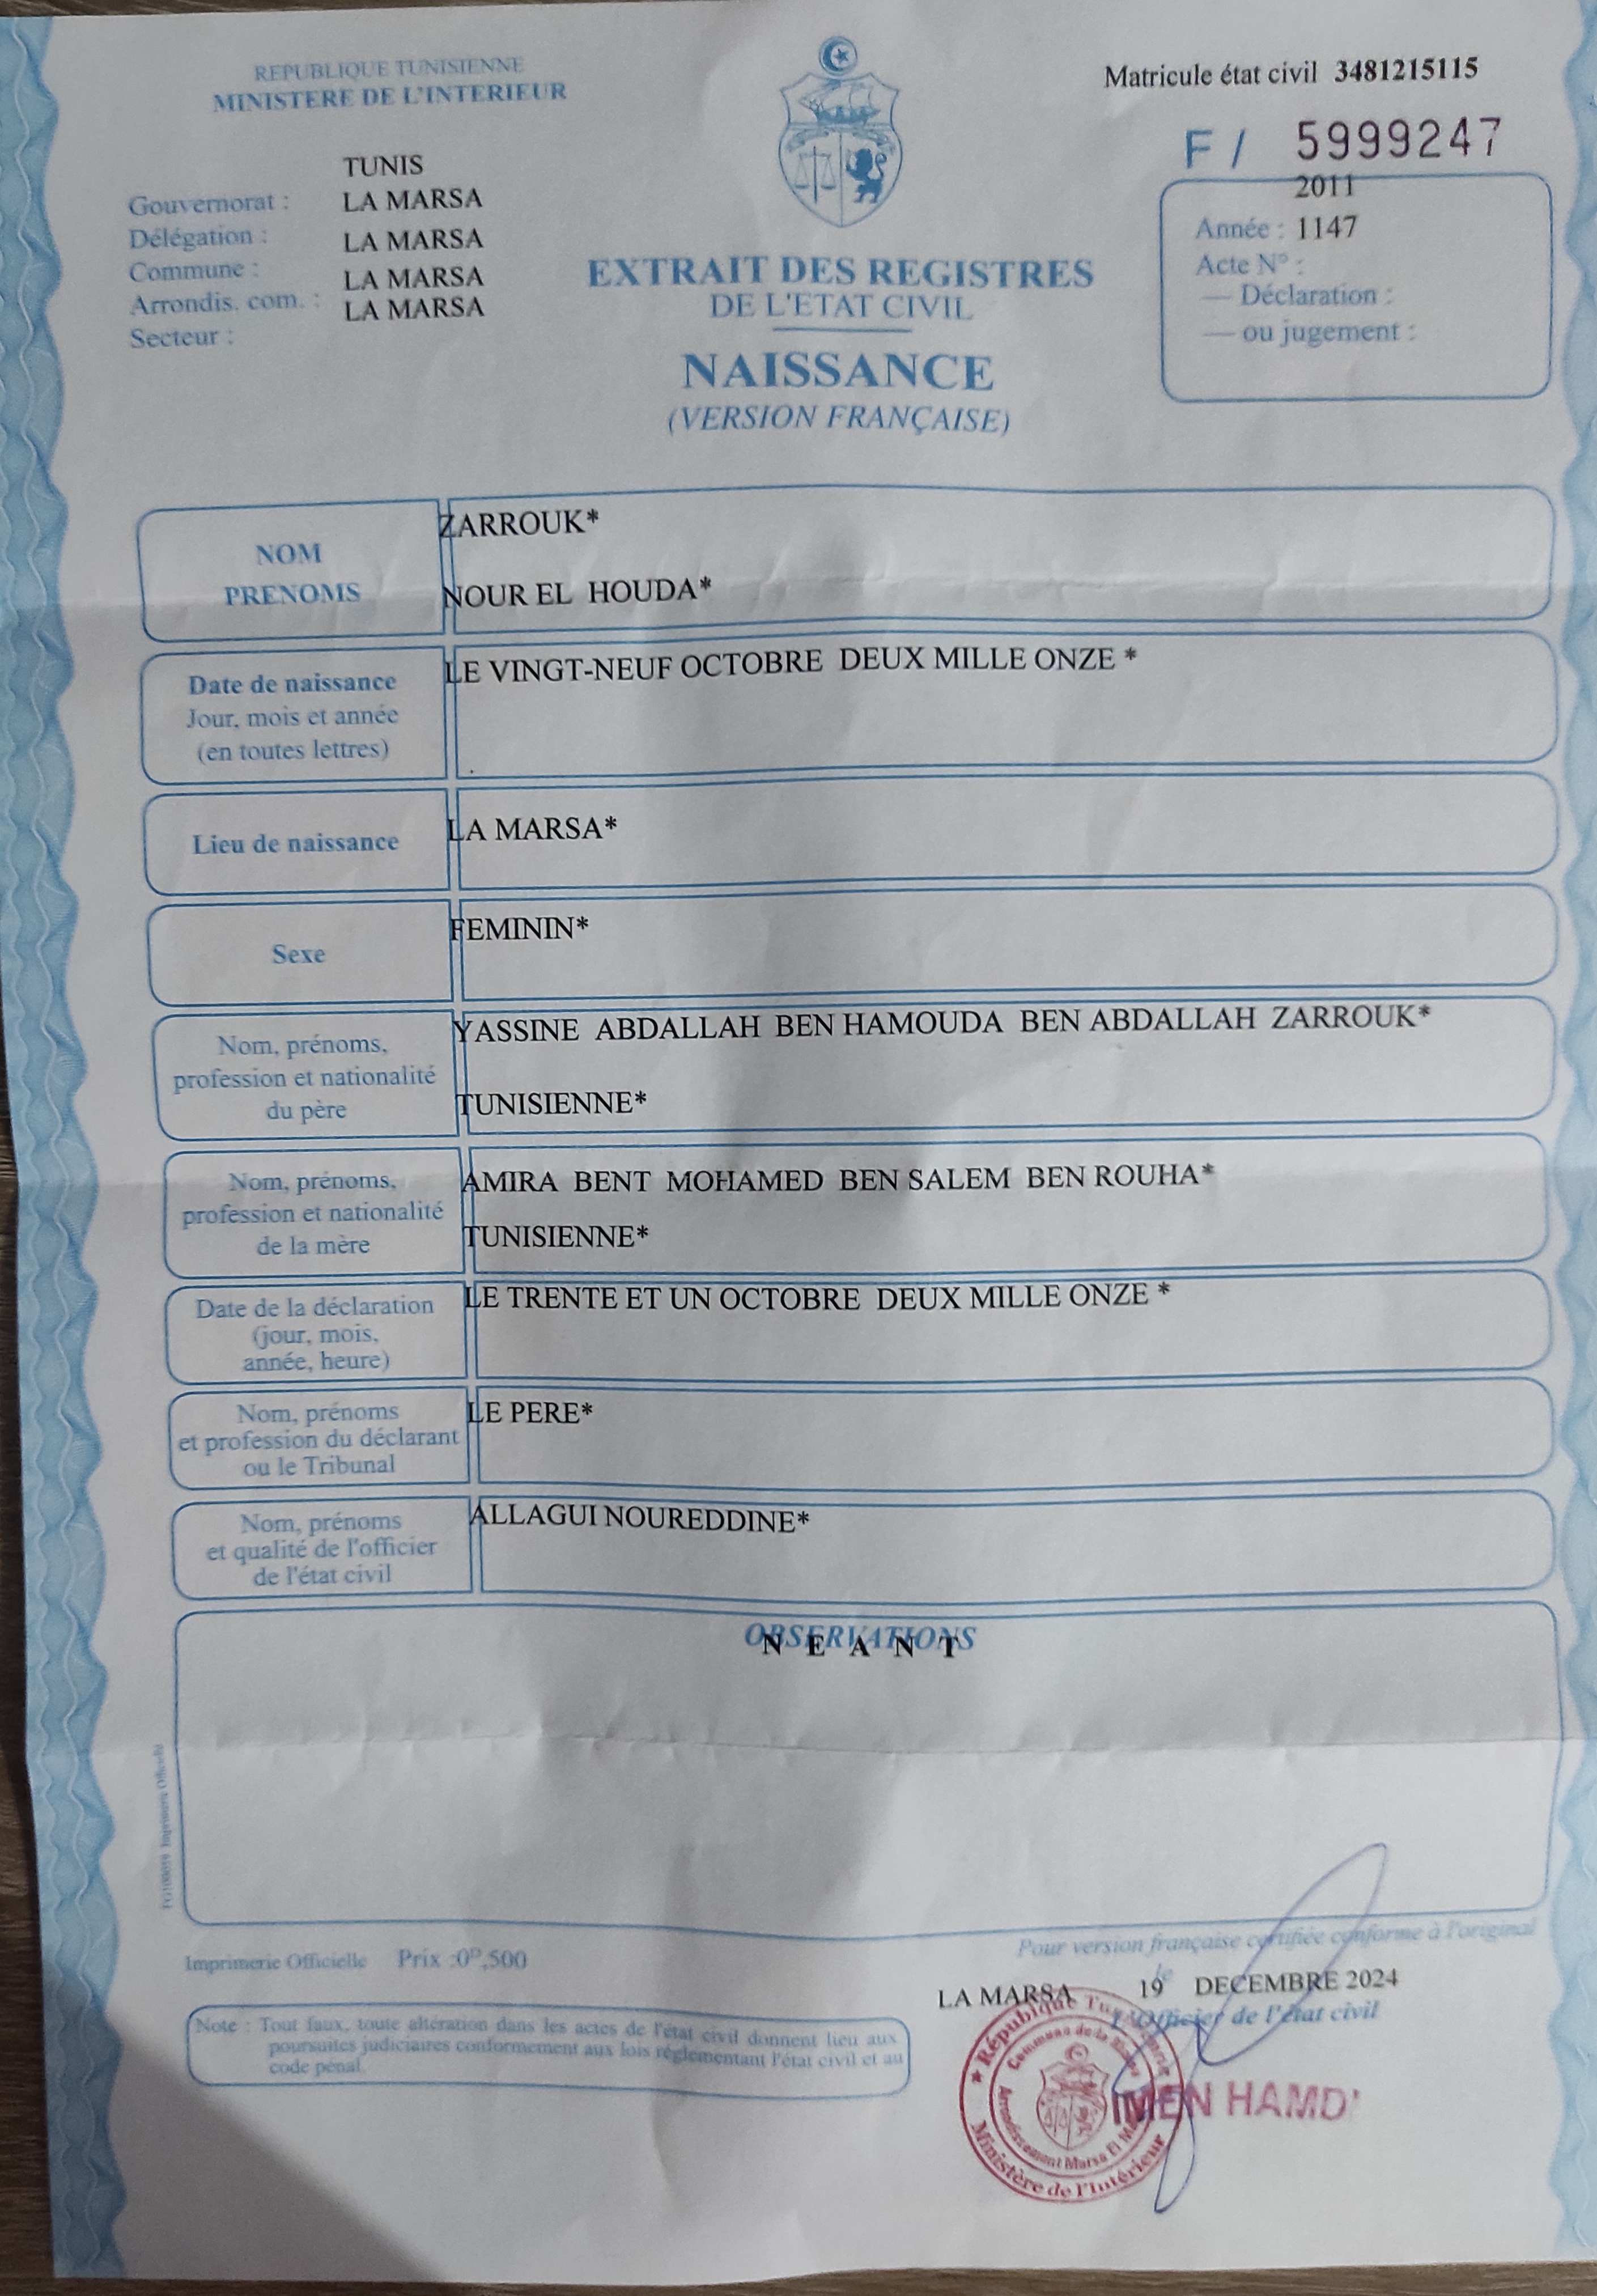 REPUBLIQUE TUNISIENNE
MINISTERE DE L'INTERIEUR
Matricule état civil 3481215115
F / 5999247
TUNIS
Gouvernorat : LA MARSA
Délégation : LA MARSA
Commune : LA MARSA
Arrondis. com. : LA MARSA
Secteur :
2011
Année : 1147
Acte N° :
— Déclaration :
— ou jugement :
EXTRAIT DES REGISTRES
DE L'ETAT CIVIL
NAISSANCE
(VERSION FRANÇAISE)
NOM ZARROUK*
PRENOMS NOUR EL HOUDA*
Date de naissance LE VINGT-NEUF OCTOBRE DEUX MILLE ONZE *
Jour, mois et année
(en toutes lettres)
Lieu de naissance LA MARSA*
Sexe FEMININ*
Nom, prénoms, YASSINE ABDALLAH BEN HAMOUDA BEN ABDALLAH ZARROUK*
profession et nationalité
du père TUNISIENNE*
Nom, prénoms, AMIRA BENT MOHAMED BEN SALEM BEN ROUHA*
profession et nationalité
de la mère TUNISIENNE*
Date de la déclaration LE TRENTE ET UN OCTOBRE DEUX MILLE ONZE *
(jour, mois,
année, heure)
Nom, prénoms LE PERE*
et profession du déclarant
ou le Tribunal
Nom, prénoms ALLAGUI NOUREDDINE*
et qualité de l'officier
de l'état civil
OBSERVATIONS
N E A N T
Imprimerie Officielle
Imprimerie Officielle Prix :0ᴰ,500
Pour version française certifiée conforme à l'original
LA MARSA le 19 DECEMBRE 2024
L'Officier de l'état civil
Note : Tout faux, toute altération dans les actes de l'état civil donnent lieu aux
poursuites judiciaires conformement aux lois réglementant l'état civil et au
code pénal.
République
Commune de la
Arrondissement Marsa El
Ministère de l'Intérieur
IMEN HAMD